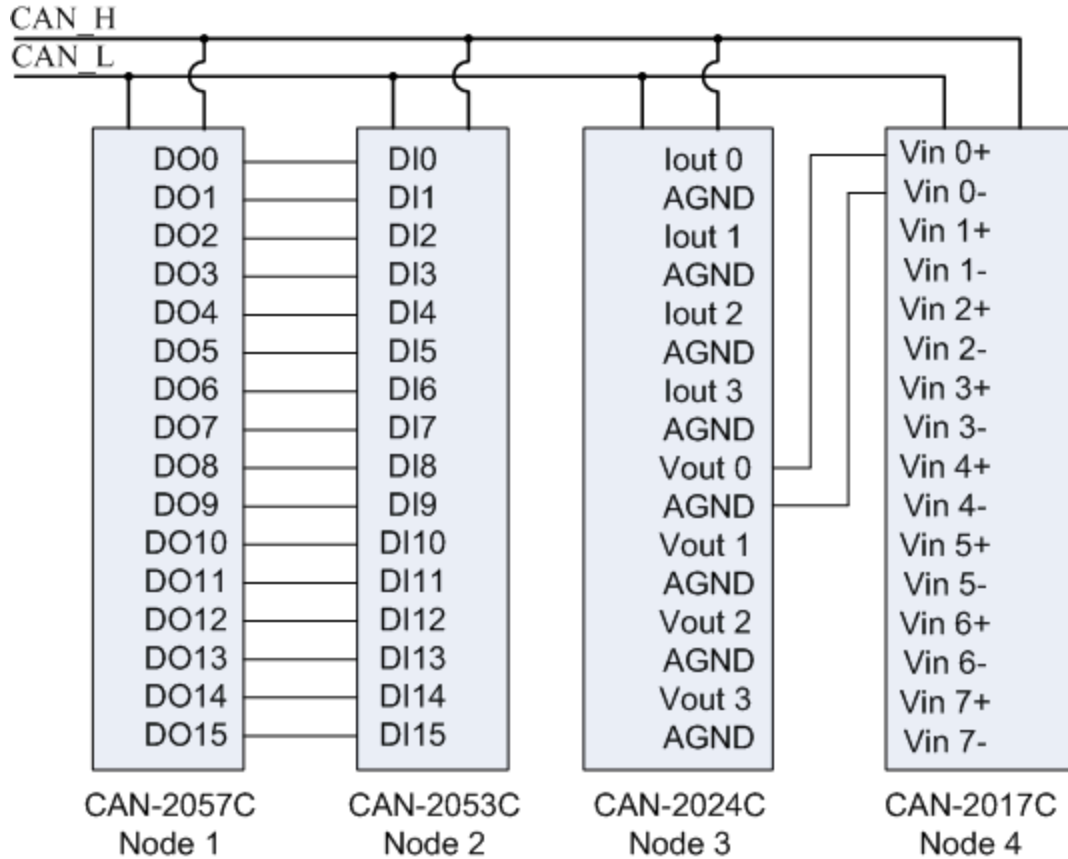 CAN_H
CAN_L
DO0
DO1
DO2
DO3
DO4
DO5
DO6
DO7
DO8
DO9
DO10
DO11
DO12
DO13
DO14
DO15
CAN-2057C
Node 1
DI0
DI1
DI2
DI3
DI4
DI5
DI6
DI7
DI8
DI9
DI10
DI11
DI12
DI13
DI14
DI15
CAN-2053C
Node 2
Iout 0
AGND
Iout 1
AGND
Iout 2
AGND
Iout 3
AGND
Vout 0
AGND
Vout 1
AGND
Vout 2
AGND
Vout 3
AGND
CAN-2024C
Node 3
Vin 0+
Vin 0-
Vin 1+
Vin 1-
Vin 2+
Vin 2-
Vin 3+
Vin 3-
Vin 4+
Vin 4-
Vin 5+
Vin 5-
Vin 6+
Vin 6-
Vin 7+
Vin 7-
CAN-2017C
Node 4